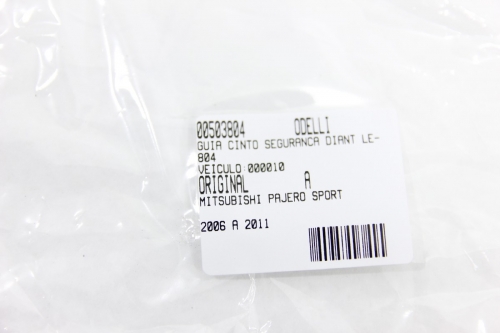 00503804 ODELLI
GUIA CINTO SEGURANCA DIANT LE-
804
VEICULO 000010
ORIGINAL A
MITSUBISHI PAJERO SPORT
2006 A 2011